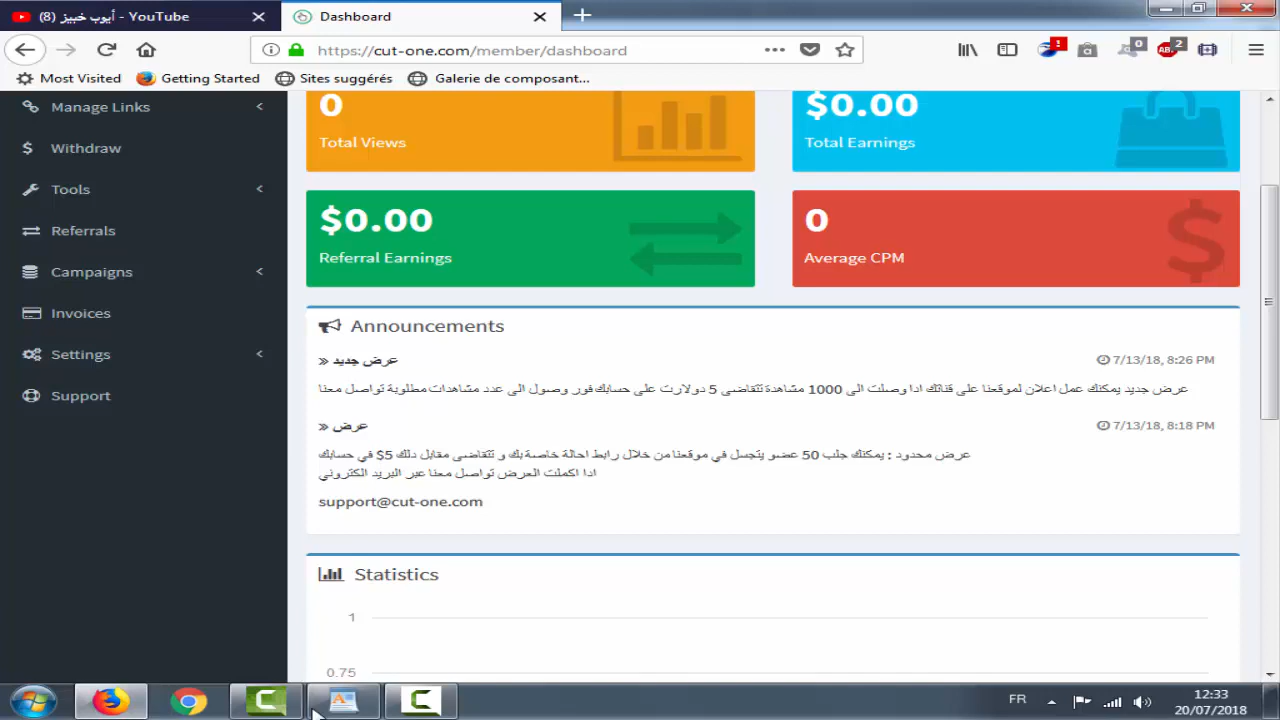 (8) أيوب خبيز - YouTube
Dashboard
https://cut-one.com/member/dashboard
0
2
Most Visited
Getting Started
Sites suggérés
Galerie de composant...
Manage Links
Withdraw
Tools
Referrals
Campaigns
Invoices
Settings
Support
0
Total Views
$0.00
Total Earnings
$0.00
Referral Earnings
0
Average CPM
Announcements
» عرض جديد
7/13/18, 8:26 PM
عرض جديد يمكنك عمل اعلان لموقعنا على قناتك ادا وصلت الى 1000 مشاهدة تتقاضى 5 دولارت على حسابك فور وصول الى عدد مشاهدات مطلوبة تواصل معنا
» عرض
7/13/18, 8:18 PM
عرض محدود : يمكنك جلب 50 عضو يتجسل في موقعنا من خلال رابط احالة خاصة بك و تتقاضى مقابل دلك 5$ في حسابك
ادا اكملت العرض تواصل معنا عبر البريد الكتروني
support@cut-one.com
Statistics
1
0.75
FR
12:33
20/07/2018